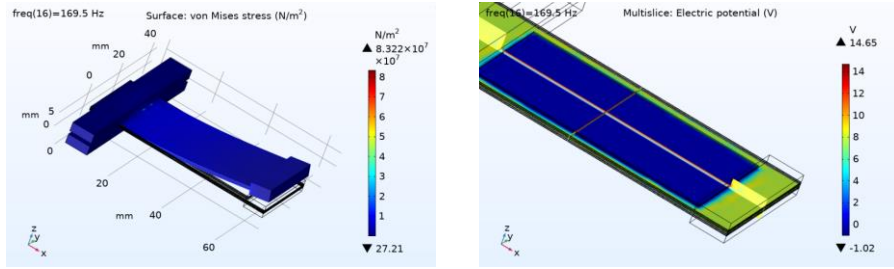 freq(16)=169.5 Hz Surface: von Mises stress (N/m²)
N/m²
▲ 8.322×10⁷
×10⁷
mm
40
20
0
5
mm 0
0
20
mm 40
60
8
7
6
5
4
3
2
1
▼ 27.21
z
y
x
freq(16)=169.5 Hz Multislice: Electric potential (V)
V
▲ 14.65
14
12
10
8
6
4
2
0
▼ -1.02
z
y
x